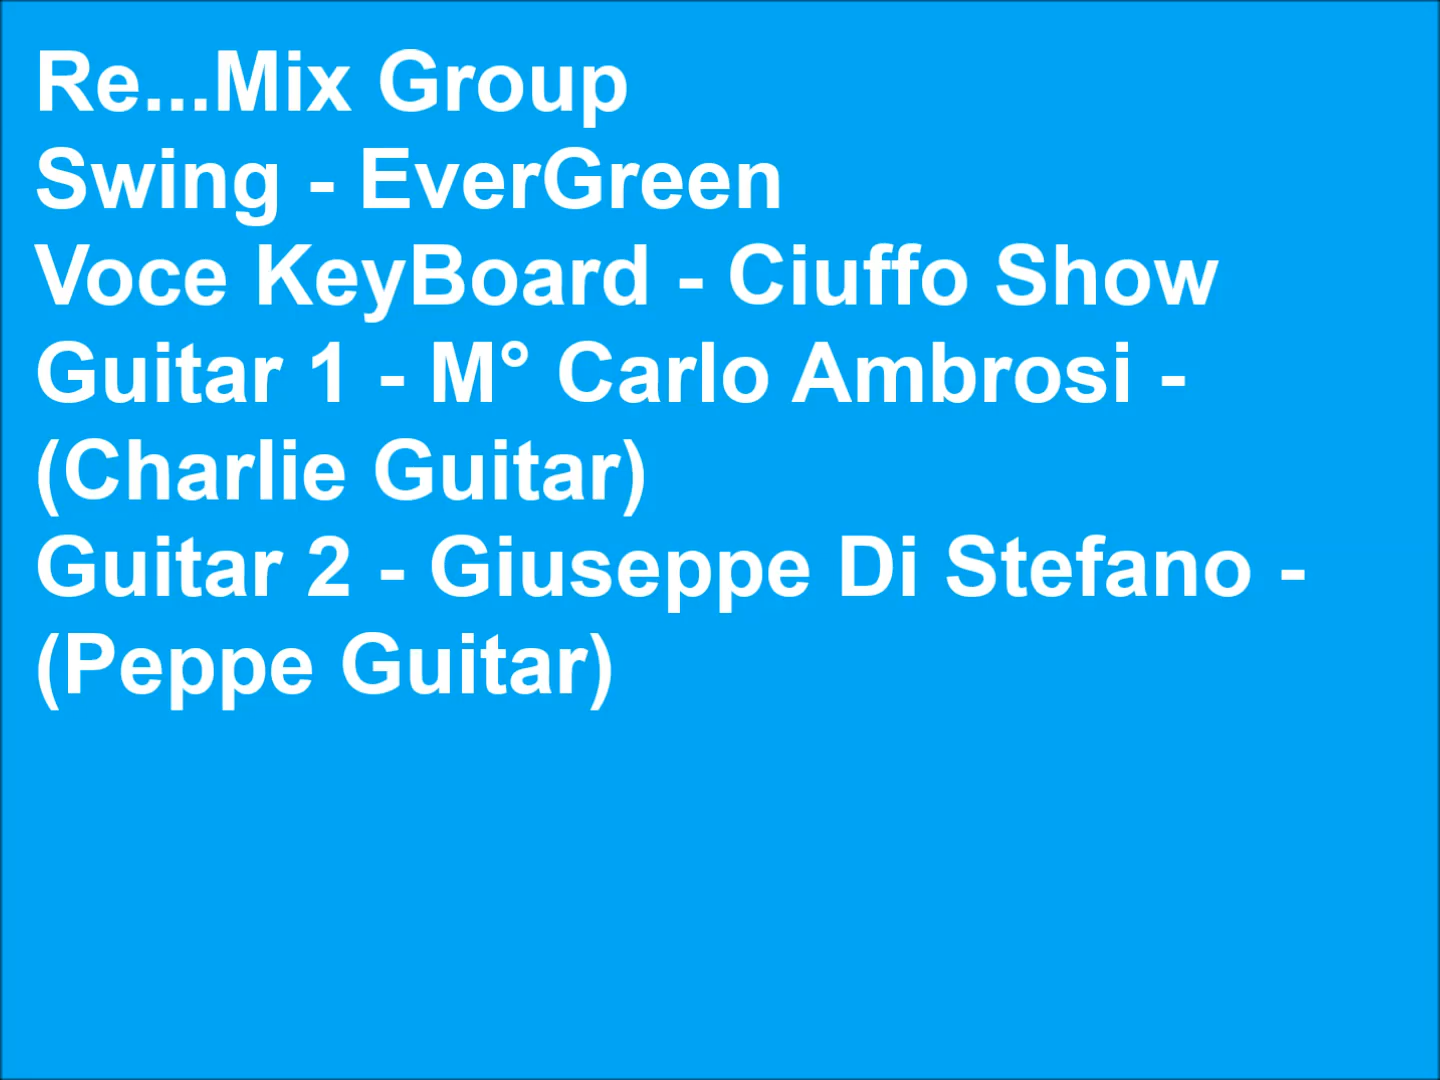 Re...Mix Group
Swing - EverGreen
Voce KeyBoard - Ciuffo Show
Guitar 1 - M° Carlo Ambrosi -
(Charlie Guitar)
Guitar 2 - Giuseppe Di Stefano -
(Peppe Guitar)